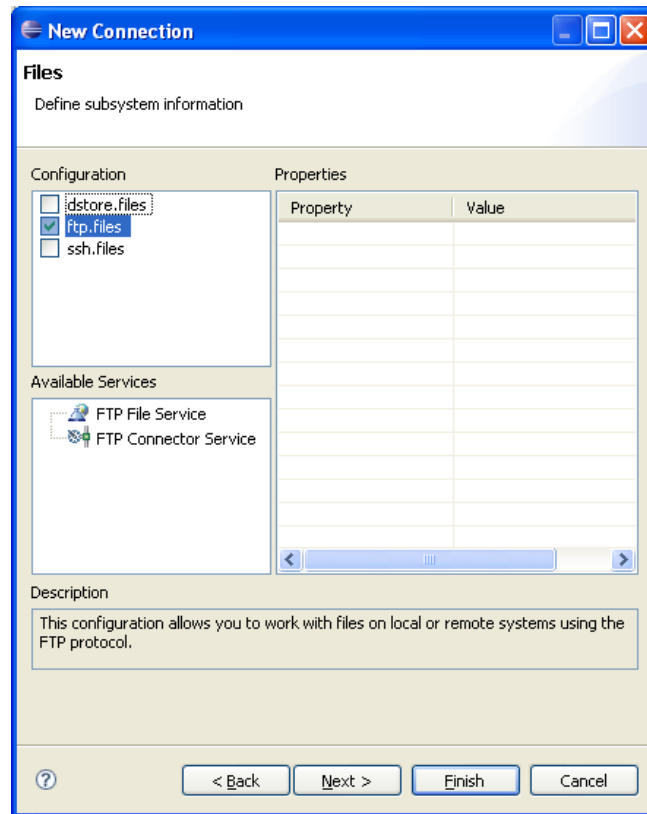 New Connection
Files
Define subsystem information
Configuration
dstore.files
ftp.files
ssh.files
Properties
Property Value
Available Services
FTP File Service
FTP Connector Service
Description
This configuration allows you to work with files on local or remote systems using the
FTP protocol.
? < Back Next > Finish Cancel